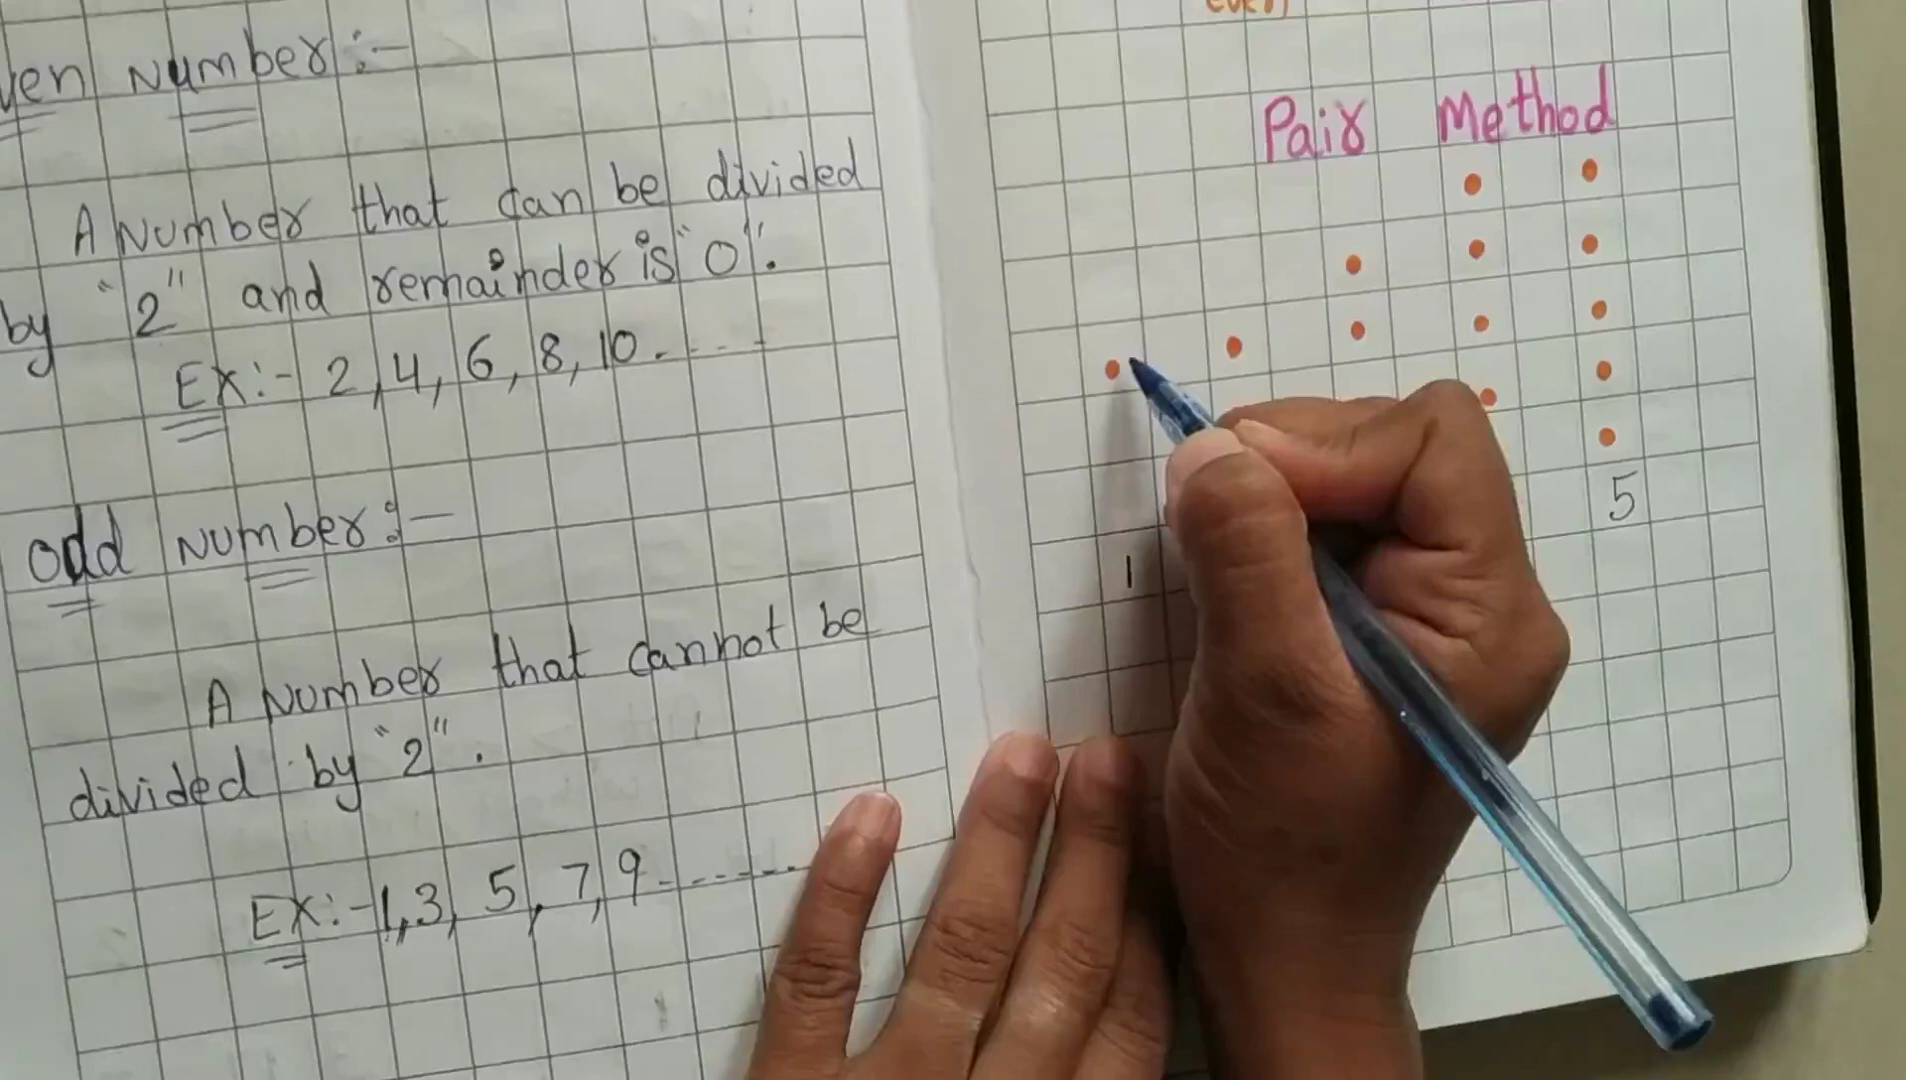 ven Number:-
A Number that can be divided
by "2" and remainder is "0".
EX:- 2, 4, 6, 8, 10. - - -
odd Number:-
A Number that cannot be
divided by "2".
EX:- 1, 3, 5, 7, 9- - - - - -
even
Pair Method
5
1